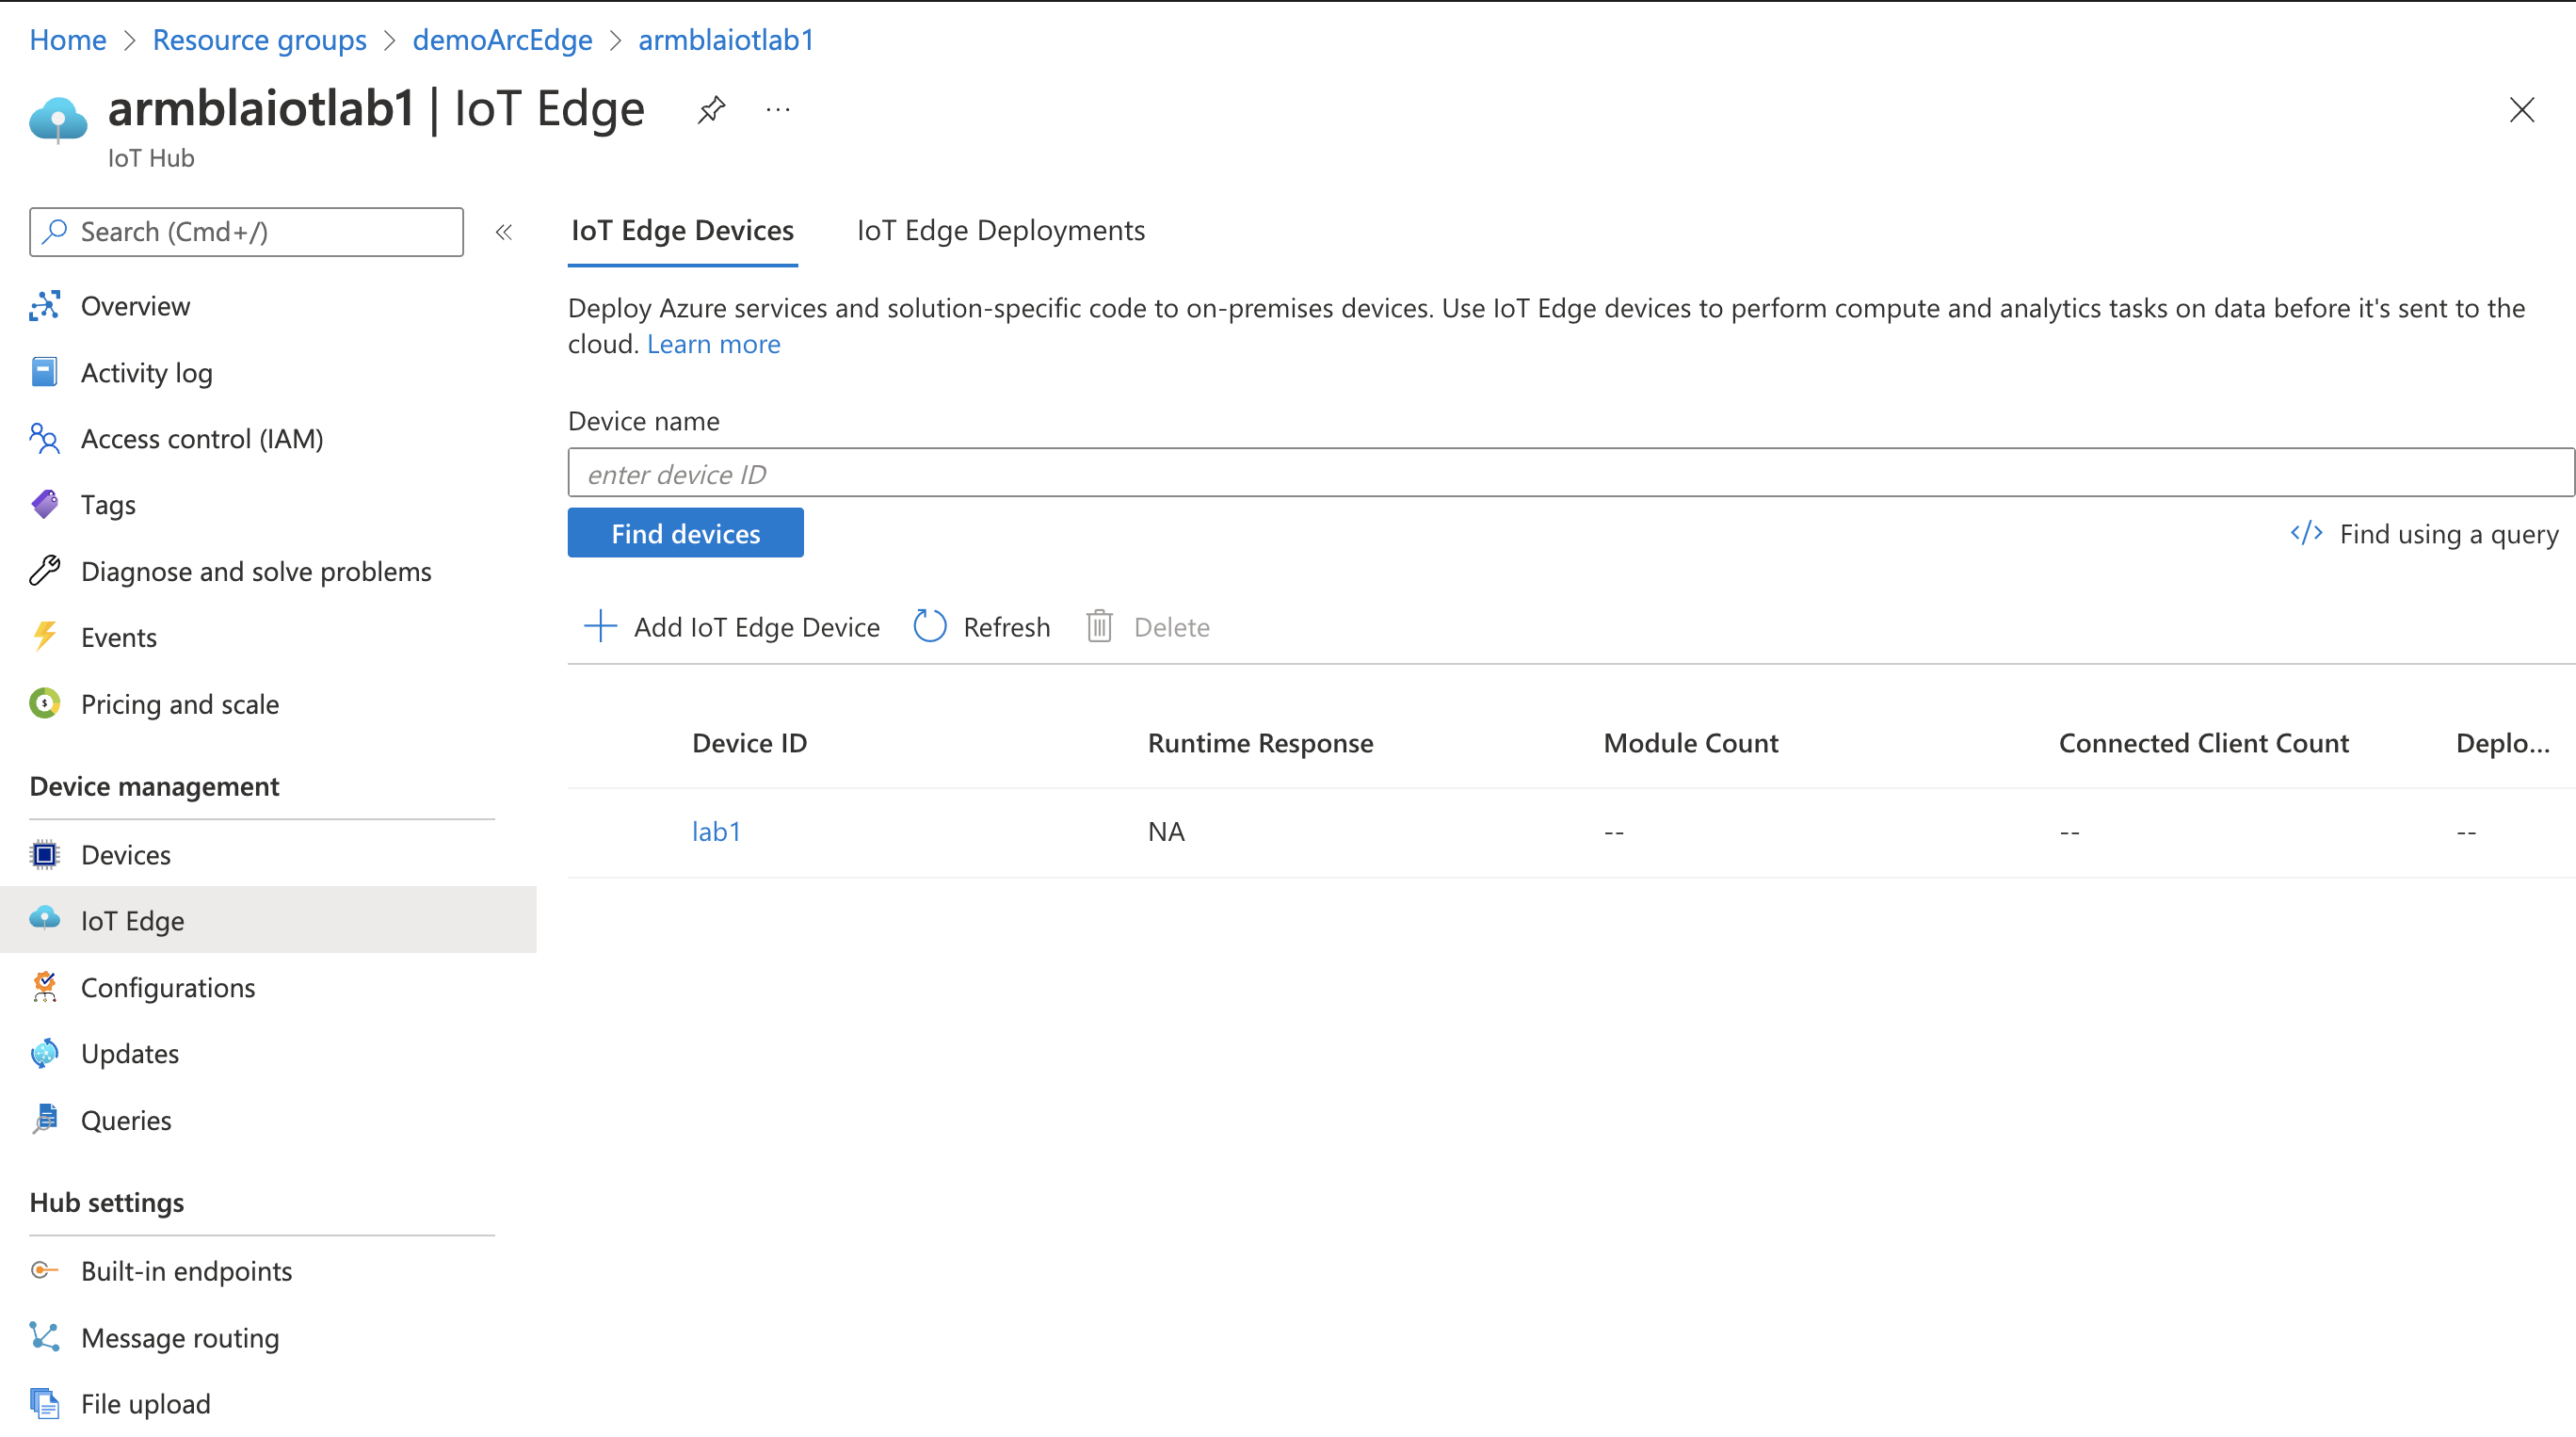 Home > Resource groups > demoArcEdge > armblaiotlab1
armblaiotlab1 | IoT Edge
IoT Hub
Search (Cmd+/)
Overview
Activity log
Access control (IAM)
Tags
Diagnose and solve problems
Events
Pricing and scale
Device management
Devices
IoT Edge
Configurations
Updates
Queries
Hub settings
Built-in endpoints
Message routing
File upload
IoT Edge Devices IoT Edge Deployments
Deploy Azure services and solution-specific code to on-premises devices. Use IoT Edge devices to perform compute and analytics tasks on data before it's sent to the
cloud. Learn more
Device name
enter device ID
Find devices </> Find using a query
Add IoT Edge Device Refresh Delete
Device ID Runtime Response Module Count Connected Client Count Deplo...
lab1 NA -- -- --